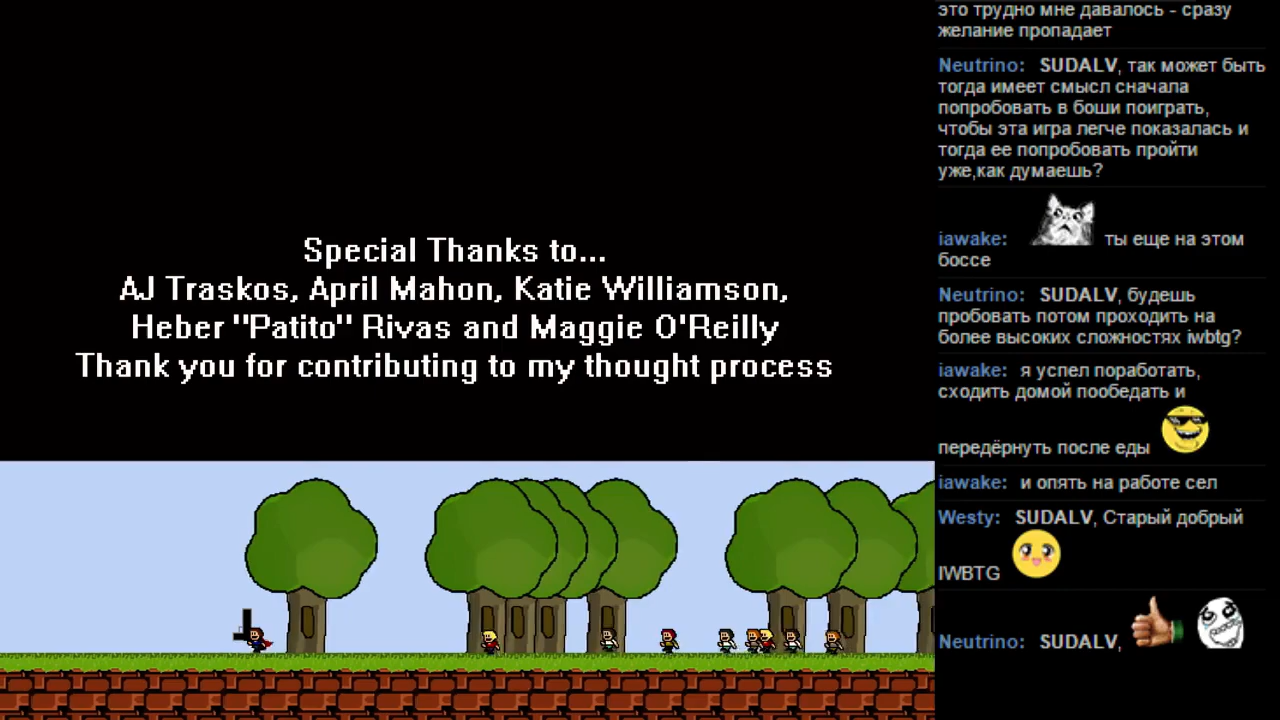 Special Thanks to...
AJ Traskos, April Mahon, Katie Williamson,
Heber "Patito" Rivas and Maggie O'Reilly
Thank you for contributing to my thought process
это трудно мне давалось - сразу
желание пропадает
Neutrino: SUDALV, так может быть
тогда имеет смысл сначала
попробовать в боши поиграть,
чтобы эта игра легче показалась и
тогда ее попробовать пройти
уже,как думаешь?
iawake: ты еще на этом
боссе
Neutrino: SUDALV, будешь
пробовать потом проходить на
более высоких сложностях iwbtg?
iawake: я успел поработать,
сходить домой пообедать и
передёрнуть после еды
iawake: и опять на работе сел
Westy: SUDALV, Старый добрый
IWBTG
Neutrino: SUDALV,